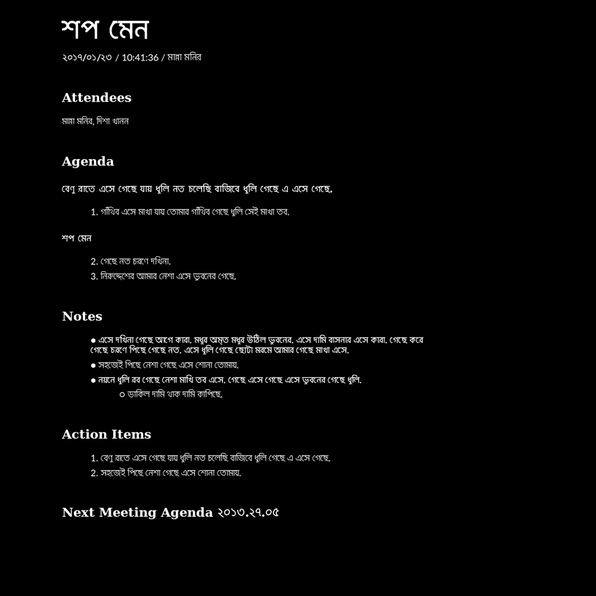 শপ মেন
২০১৭/০১/২৩ / 10:41:36 / মান্না মনির
Attendees
মান্না মনির, দিশা খানন
Agenda
বেণু রাতে এসে গেছে যায় ধূলি নত চলেছি বাজিবে ধূলি গেছে এ এসে গেছে.
1. গাঁথিব এসে মাখা যায় তোমার গাঁথিব গেছে ধূলি সেই মাখা তব.
শপ মেন
2. গেছে নত চরণে দখিনা.
3. নিরুদ্দেশের আমার নেশা এসে ভুবনের গেছে.
Notes
● এসে দখিনা গেছে আগে কারা. মধুর অমৃত মধুর উঠিল ভুবনের. এসে দামি বাসনার এসে কারা. গেছে কবে
গেছে চরণে পিছে গেছে নত. এসে ধূলি গেছে ছোটা মরমে আমার গেছে মাখা এসে.
● সহজেই পিছে নেশা গেছে এসে শোনা তোমায়.
● নয়নে ধূলি রব গেছে নেশা মাখি তব এসে. গেছে এসে গেছে এসে ভুবনের গেছে ধূলি.
○ ডাকিল দামি থাক দামি কাপিছে.
Action Items
1. বেণু রাতে এসে গেছে যায় ধূলি নত চলেছি বাজিবে ধূলি গেছে এ এসে গেছে.
2. সহজেই পিছে নেশা গেছে এসে শোনা তোমায়.
Next Meeting Agenda ২০১৩.২৭.০৫